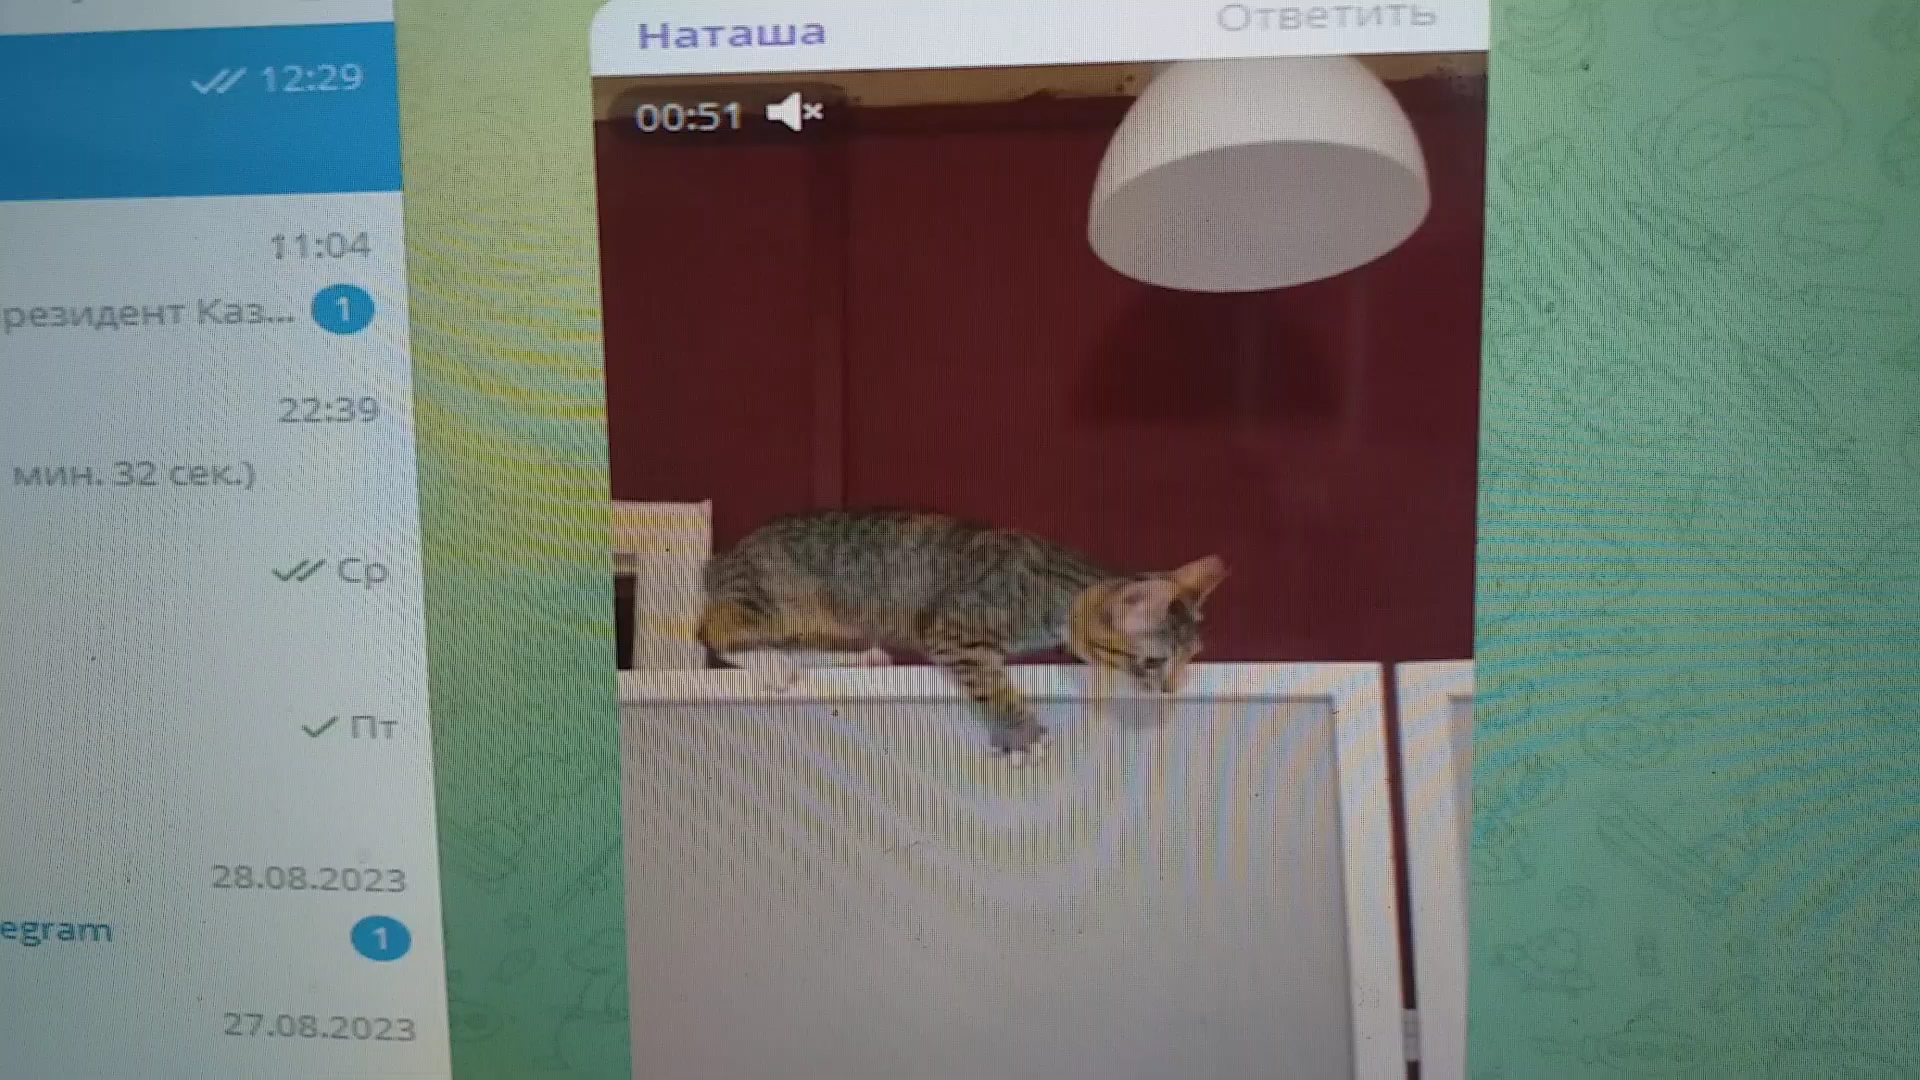 12:29
11:04
резидент Каз... 1
22:39
мин. 32 сек.)
Ср
Пт
28.08.2023
egram 1
27.08.2023
Наташа Ответить
00:51